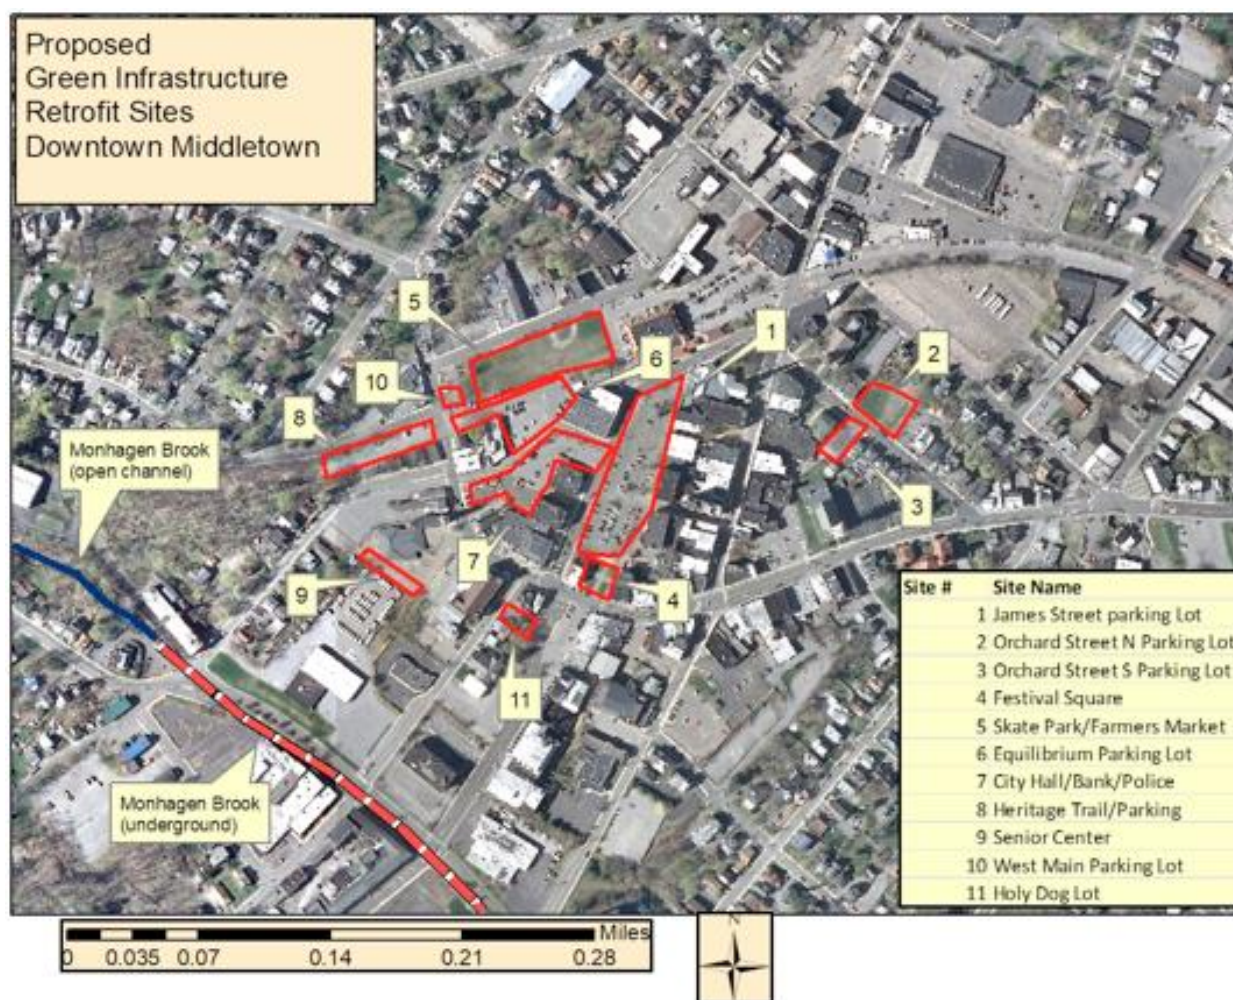 Proposed
Green Infrastructure
Retrofit Sites
Downtown Middletown
5
1
6
2
10
8
Monhagen Brook
(open channel)
3
7
9
4
11
Monhagen Brook
(underground)
Site # Site Name
1 James Street parking Lot
2 Orchard Street N Parking Lot
3 Orchard Street S Parking Lot
4 Festival Square
5 Skate Park/Farmers Market
6 Equilibrium Parking Lot
7 City Hall/Bank/Police
8 Heritage Trail/Parking
9 Senior Center
10 West Main Parking Lot
11 Holy Dog Lot
Miles
0 0.035 0.07 0.14 0.21 0.28
N